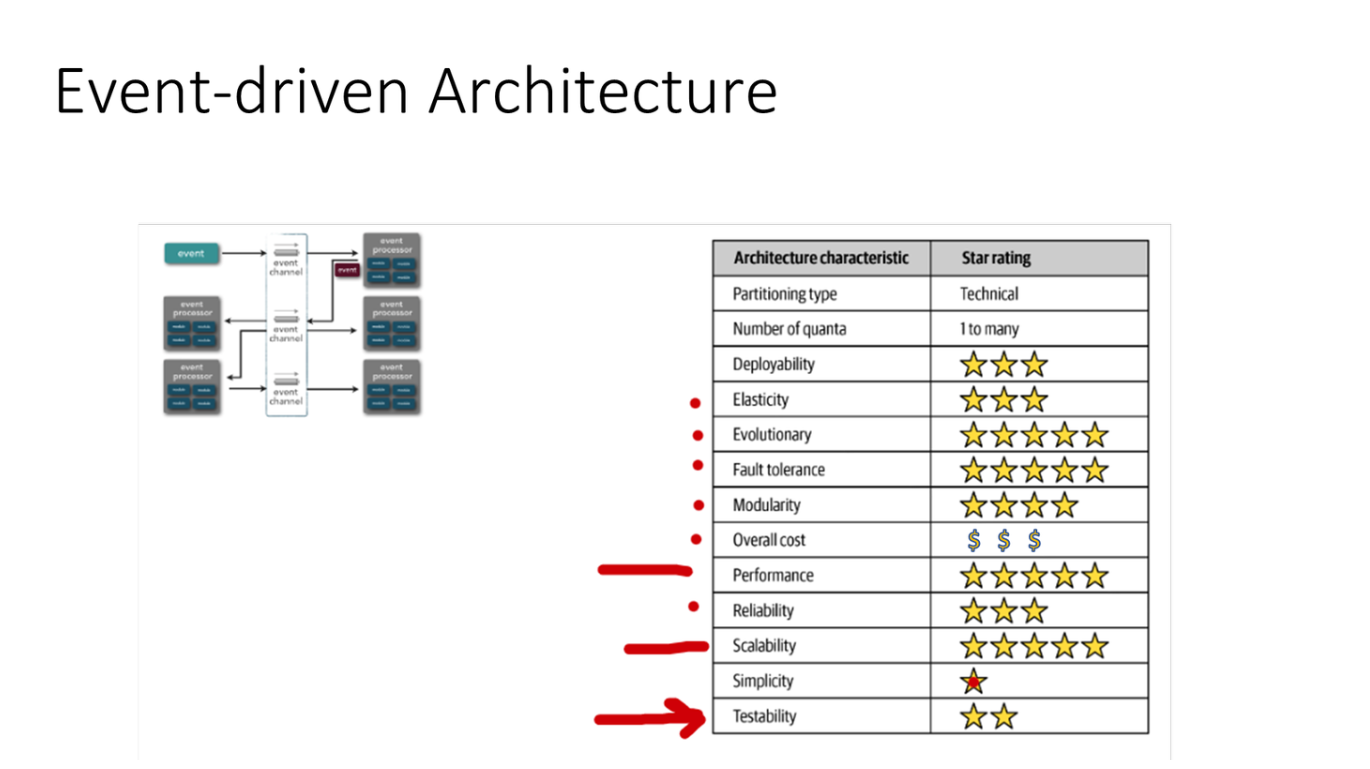 Event-driven Architecture
event
event
channel
event
processor
event
event
processor
event
channel
event
processor
event
processor
event
channel
event
processor
Architecture characteristic Star rating
Partitioning type Technical
Number of quanta 1 to many
Deployability
Elasticity
Evolutionary
Fault tolerance
Modularity
Overall cost $ $ $
Performance
Reliability
Scalability
Simplicity
Testability